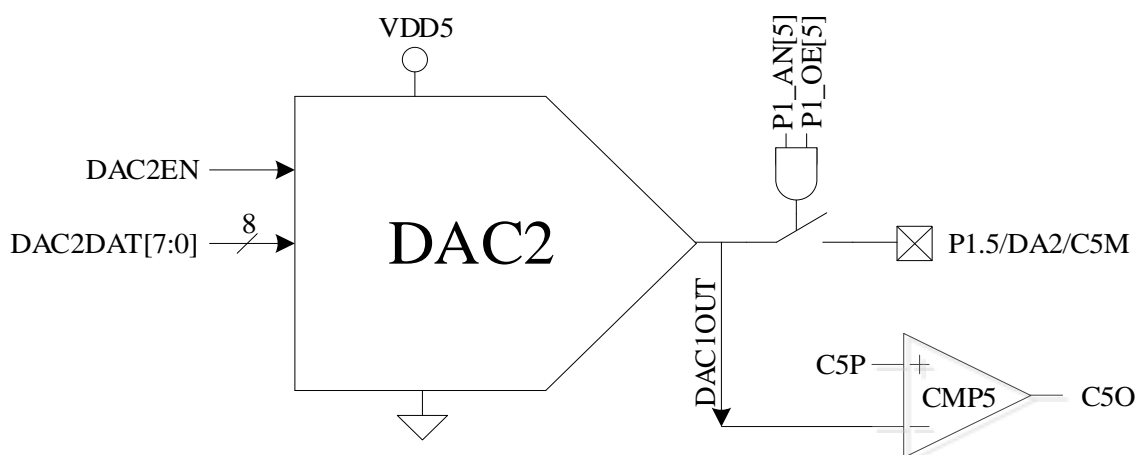 VDD5
P1_AN[5]
P1_OE[5]
DAC2EN
8
DAC2DAT[7:0]
DAC2
P1.5/DA2/C5M
DAC1OUT
C5P
+
CMP5
C5O